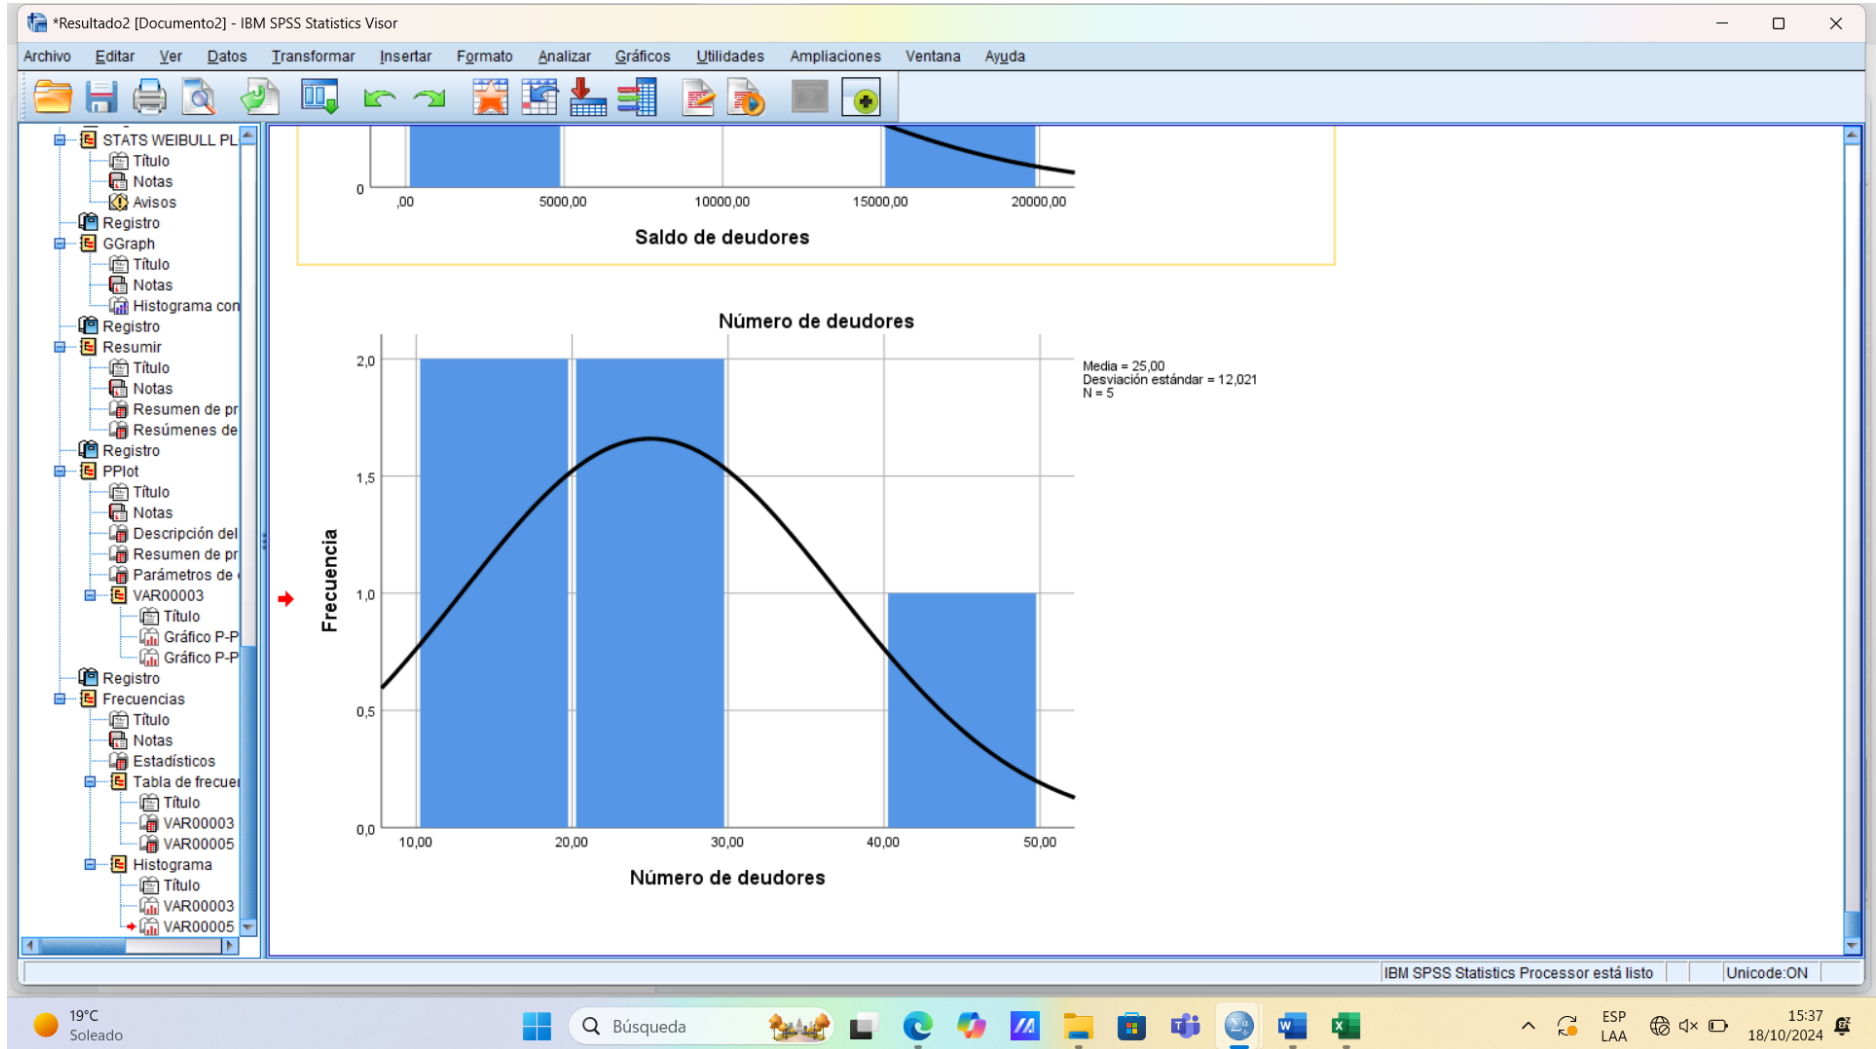 *Resultado2 [Documento2] - IBM SPSS Statistics Visor
Archivo Editar Ver Datos Transformar Insertar Formato Analizar Gráficos Utilidades Ampliaciones Ventana Ayuda
STATS WEIBULL PL
Título
Notas
Avisos
Registro
GGraph
Título
Notas
Histograma con
Registro
Resumir
Título
Notas
Resumen de pr
Resúmenes de
Registro
PPlot
Título
Notas
Descripción del
Resumen de pr
Parámetros de
VAR00003
Título
Gráfico P-P
Gráfico P-P
Registro
Frecuencias
Título
Notas
Estadísticos
Tabla de frecuen
Título
VAR00003
VAR00005
Histograma
Título
VAR00003
VAR00005
0
,00 5000,00 10000,00 15000,00 20000,00
Saldo de deudores
Número de deudores
Media = 25,00
Desviación estándar = 12,021
N = 5
Frecuencia
2,0
1,5
1,0
0,5
0,0
10,00 20,00 30,00 40,00 50,00
Número de deudores
IBM SPSS Statistics Processor está listo
Unicode:ON
19°C
Soleado
Búsqueda
ESP
LAA
15:37
18/10/2024